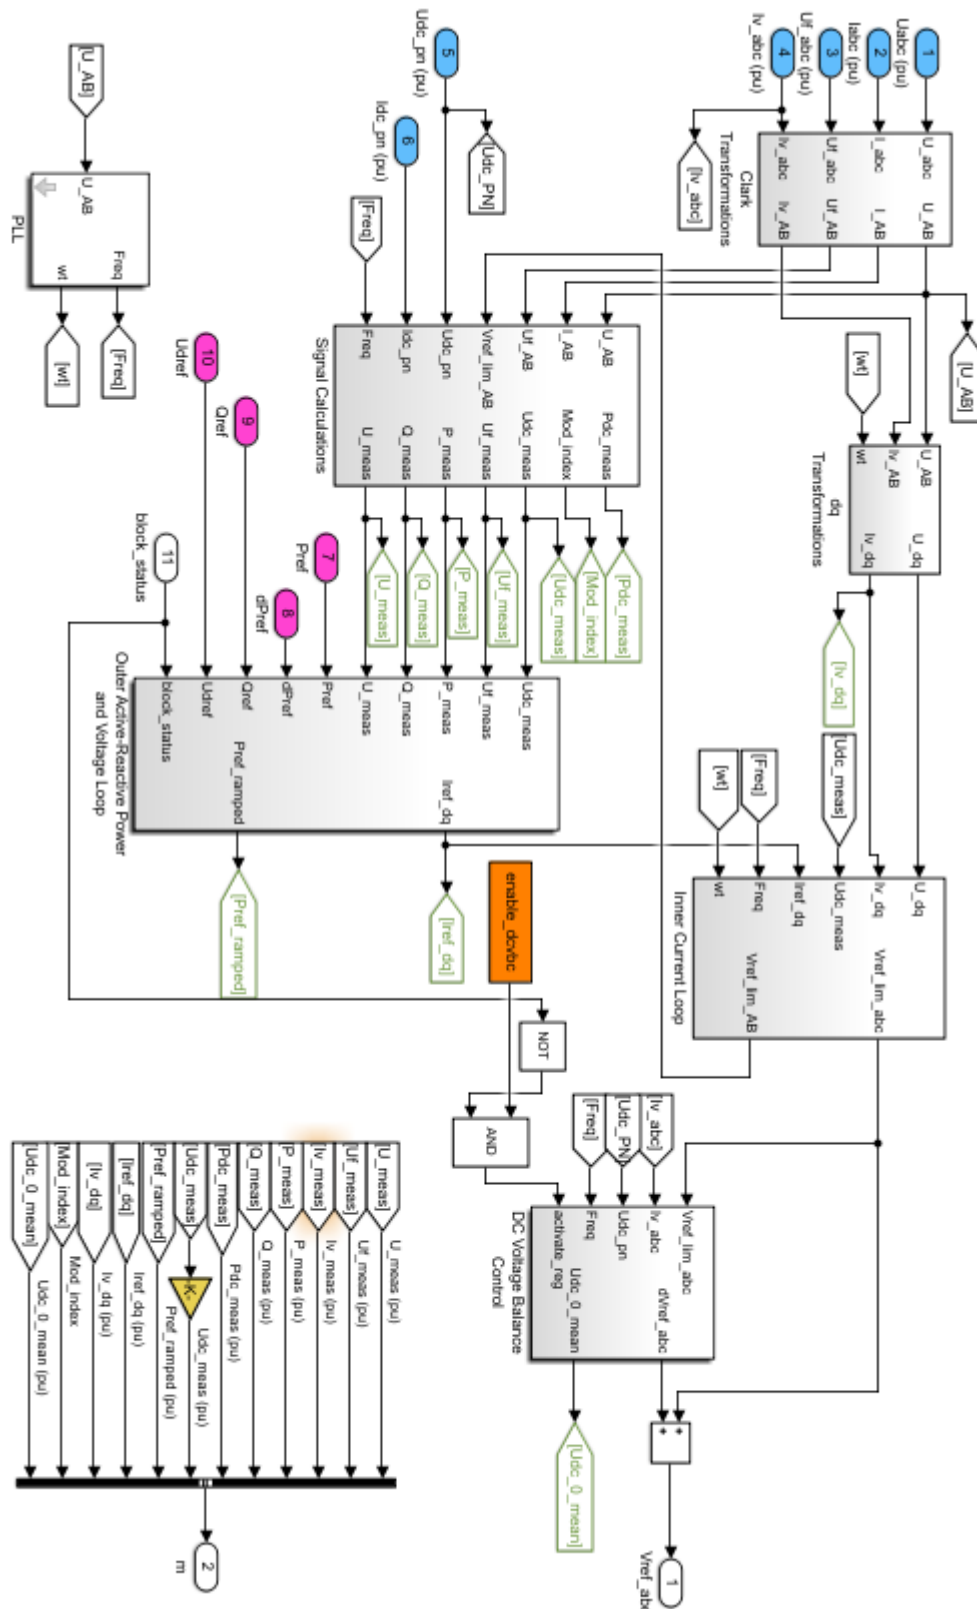 1
Uabc (pu)
2
Iabc (pu)
3
Uf_abc (pu)
4
Iv_abc (pu)
U_abc
I_abc
Uf_abc
Iv_abc
U_AB
I_AB
Uf_AB
Iv_AB
Clark
Transformations
[Iv_abc]
[U_AB]
[wt]
U_AB
Iv_AB
wt
U_dq
Iv_dq
dq
Transformations
[Iv_dq]
[Udc_meas]
[Freq]
[wt]
U_dq
Iv_dq
Udc_meas
Iref_dq
Freq
wt
Vref_lim_abc
Vref_lim_AB
Inner Current Loop
5
Udc_pn (pu)
[Udc_PN]
6
Idc_pn (pu)
[Freq]
U_AB
I_AB
Uf_AB
Vref_lim_AB
Udc_pn
Idc_pn
Freq
Pdc_meas
Mod_index
Udc_meas
Uf_meas
P_meas
Q_meas
U_meas
Signal Calculations
[Pdc_meas]
[Mod_index]
[Udc_meas]
[Uf_meas]
[P_meas]
[Q_meas]
[U_meas]
7
Pref
8
dPref
9
Qref
10
Udref
11
block_status
Udc_meas
Uf_meas
P_meas
Q_meas
U_meas
Pref
dPref
Qref
Udref
block_status
Iref_dq
Pref_ramped
Outer Active-Reactive Power
and Voltage Loop
[Iref_dq]
[Pref_ramped]
enable_dcvbc
NOT
AND
[Iv_abc]
[Udc_PN]
[Freq]
Vref_lim_abc
Iv_abc
Udc_pn
Freq
activate_reg
dVref_abc
Udc_0_mean
DC Voltage Balance
Control
[Udc_0_mean]
+
+
1
[U_AB]
U_AB
Freq
wt
PLL
[Freq]
[wt]
[U_meas]
U_meas (pu)
[Uf_meas]
Uf_meas (pu)
[Iv_meas]
Iv_meas (pu)
[P_meas]
P_meas (pu)
[Q_meas]
Q_meas (pu)
[Pdc_meas]
Pdc_meas (pu)
[Udc_meas]
-K-
Udc_meas (pu)
[Pref_ramped]
Pref_ramped (pu)
[Iref_dq]
Iref_dq (pu)
[Iv_dq]
Iv_dq (pu)
[Mod_index]
Mod_index
[Udc_0_mean]
Udc_0_mean (pu)
2
m